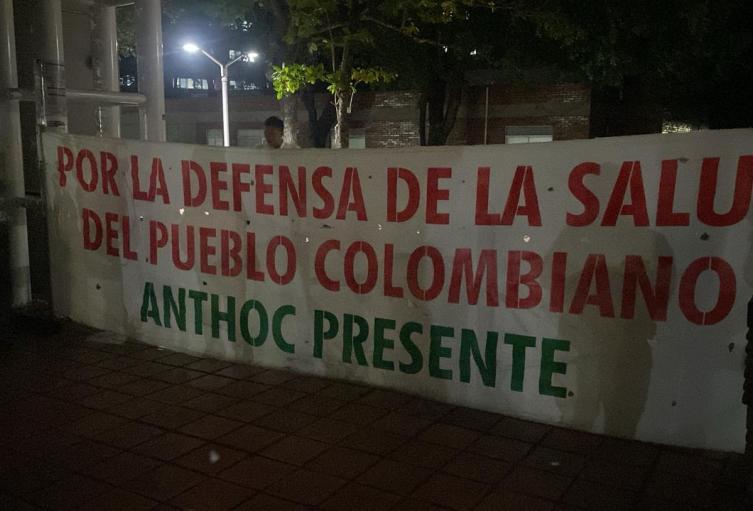 POR LA DEFENSA DE LA SALU
DEL PUEBLO COLOMBIANO
ANTHOC PRESENTE